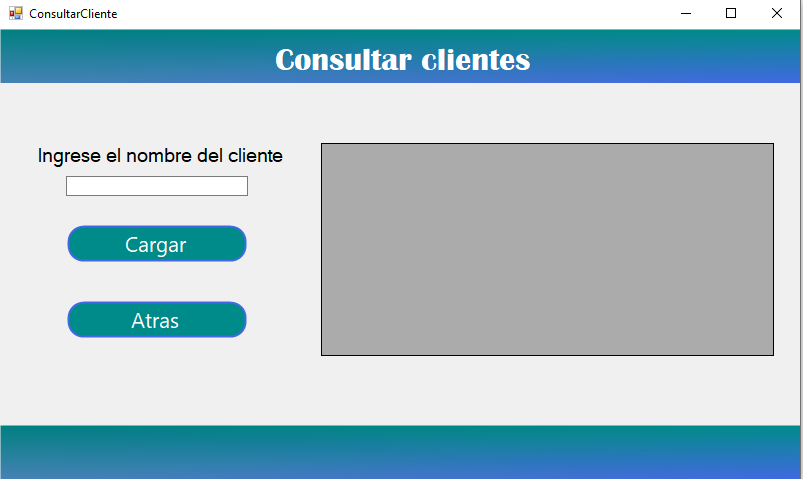 ConsultarCliente
Consultar clientes
Ingrese el nombre del cliente
Cargar
Atras